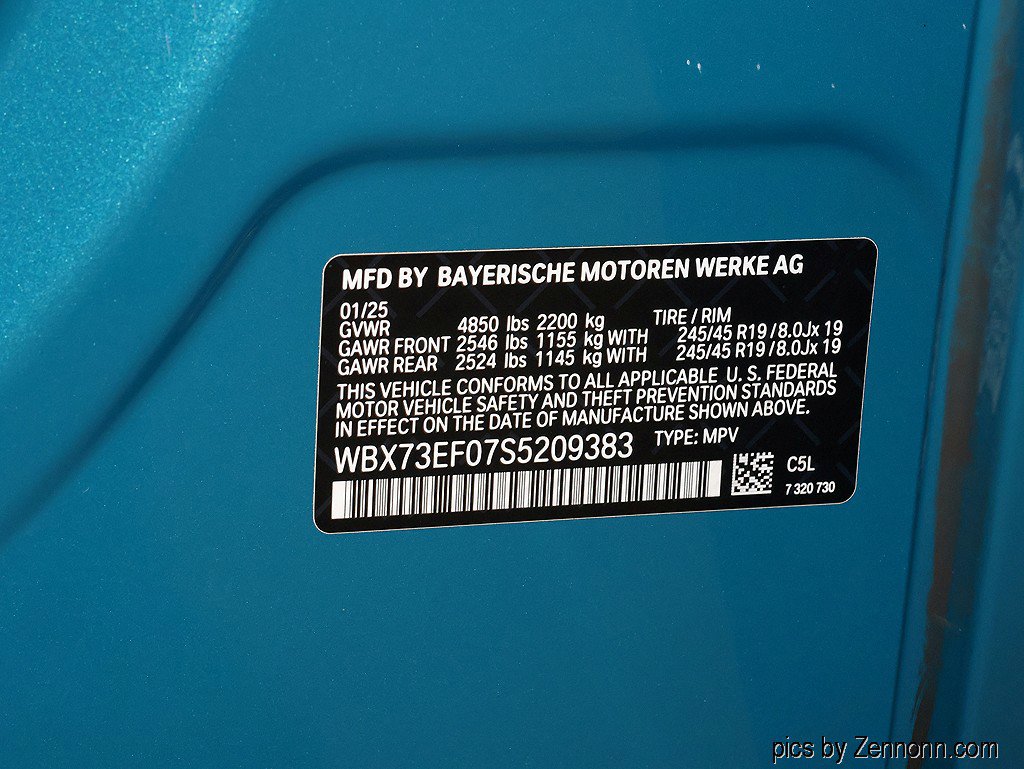 MFD BY BAYERISCHE MOTOREN WERKE AG
01/25
GVWR 4850 lbs 2200 kg TIRE / RIM
GAWR FRONT 2546 lbs 1155 kg WITH 245/45 R19 / 8.0Jx 19
GAWR REAR 2524 lbs 1145 kg WITH 245/45 R19 / 8.0Jx 19
THIS VEHICLE CONFORMS TO ALL APPLICABLE U. S. FEDERAL
MOTOR VEHICLE SAFETY AND THEFT PREVENTION STANDARDS
IN EFFECT ON THE DATE OF MANUFACTURE SHOWN ABOVE.
WBX73EF07S5209383 TYPE: MPV
C5L
7 320 730
pics by Zennonn.com